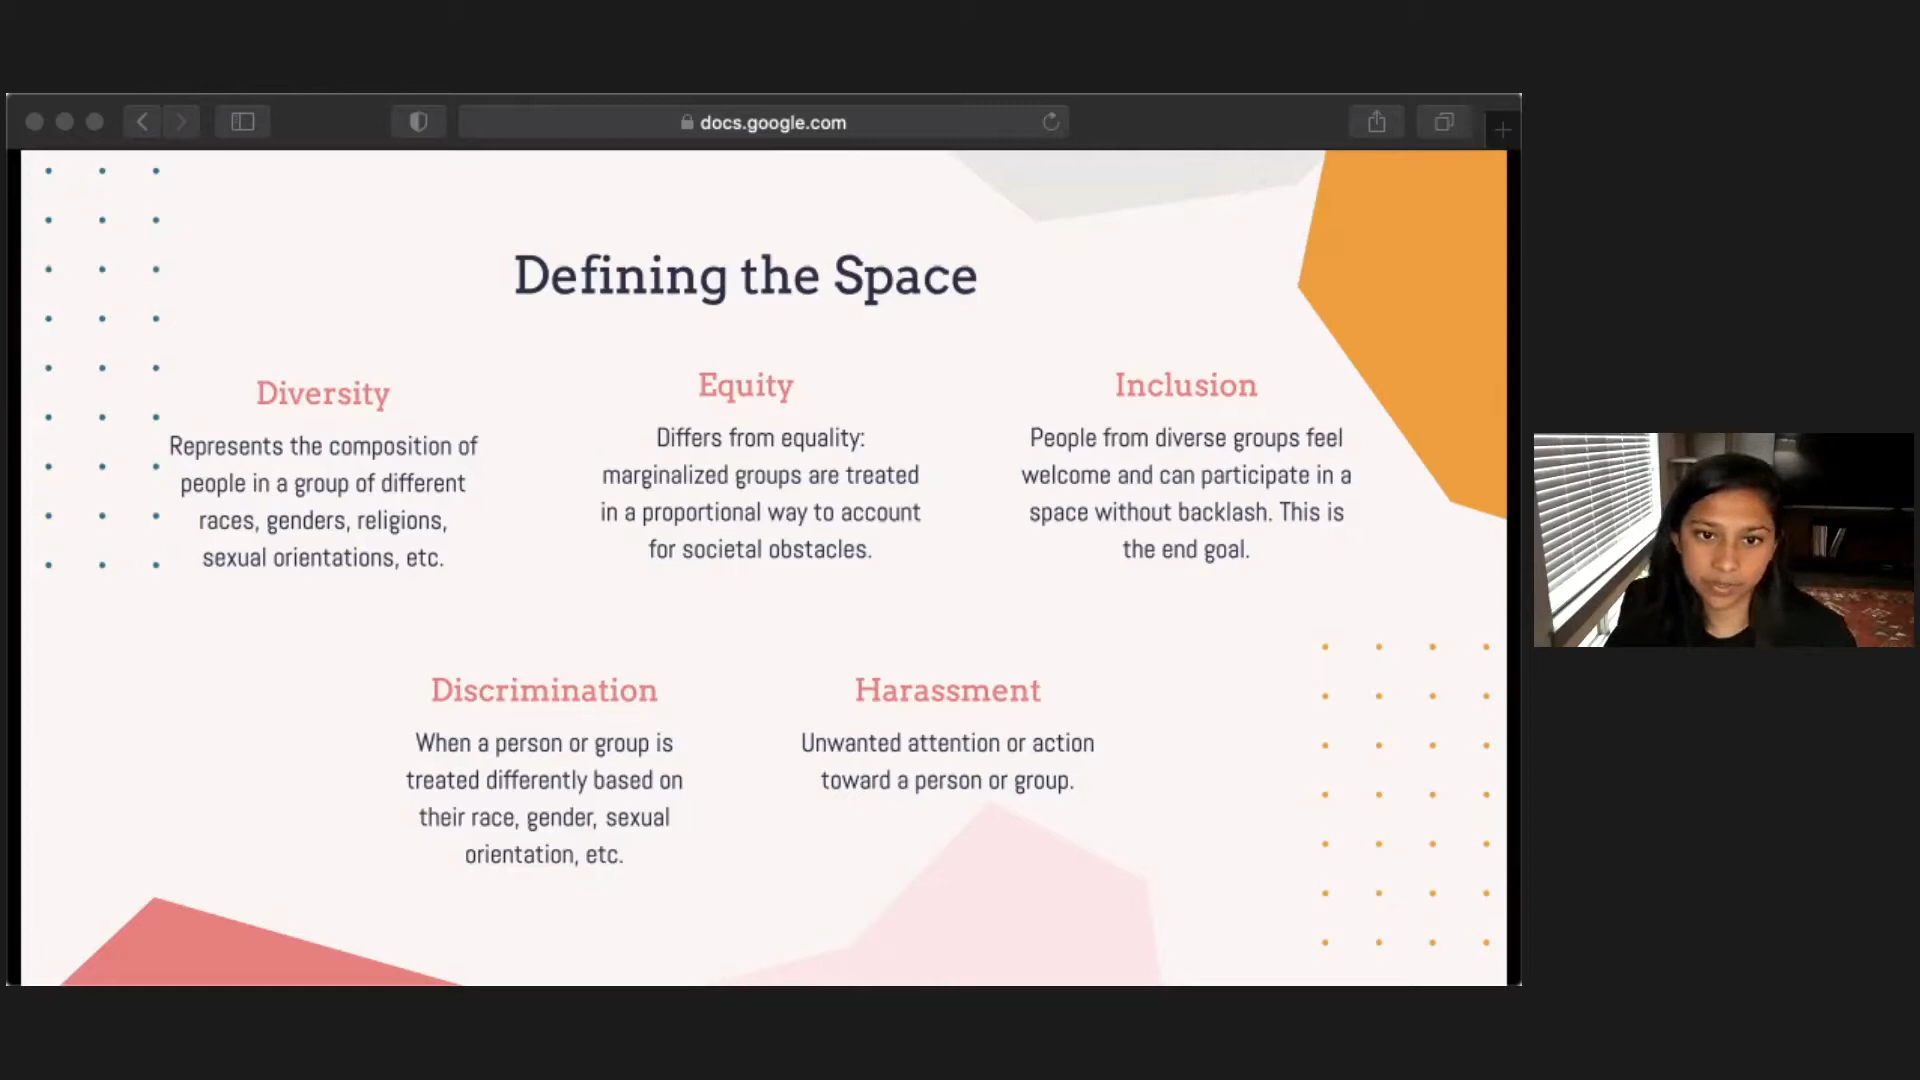 docs.google.com
Defining the Space
Diversity
Represents the composition of
people in a group of different
races, genders, religions,
sexual orientations, etc.
Equity
Differs from equality:
marginalized groups are treated
in a proportional way to account
for societal obstacles.
Inclusion
People from diverse groups feel
welcome and can participate in a
space without backlash. This is
the end goal.
Discrimination
When a person or group is
treated differently based on
their race, gender, sexual
orientation, etc.
Harassment
Unwanted attention or action
toward a person or group.